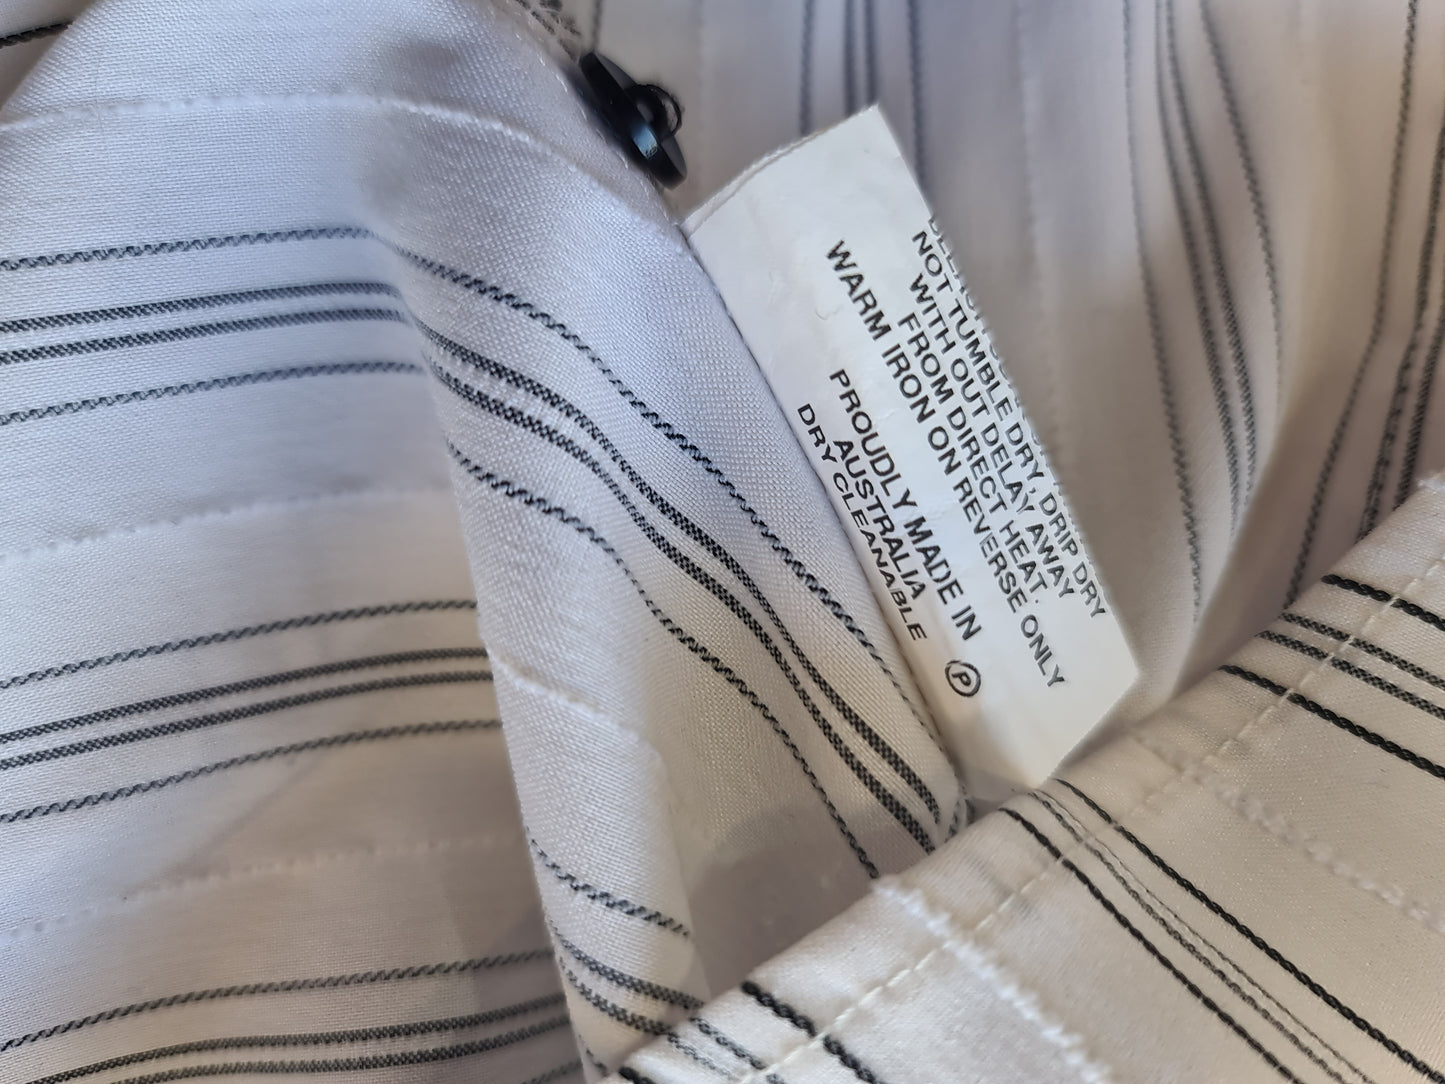 NOT TUMBLE DRY, DRIP DRY
WITH OUT DELAY, AWAY
FROM DIRECT HEAT.
WARM IRON ON REVERSE ONLY
PROUDLY MADE IN
AUSTRALIA
DRY CLEANABLE
P